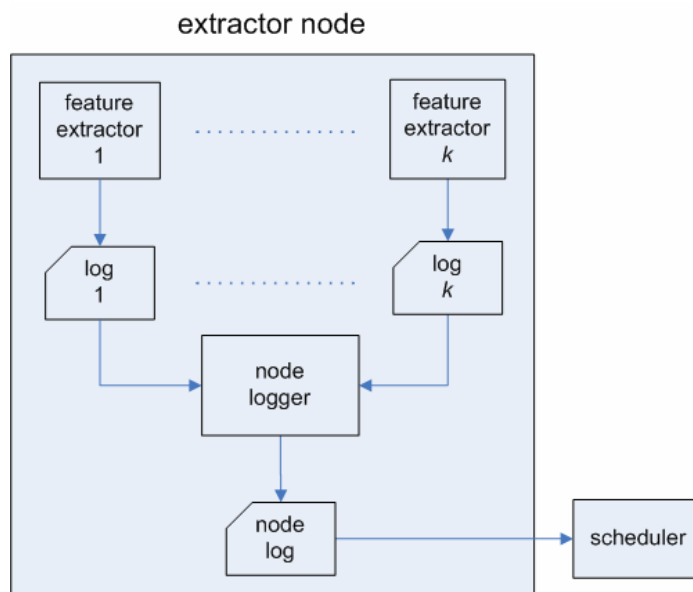 extractor node
feature
extractor
1
feature
extractor
k
log
1
log
k
node
logger
node
log
scheduler